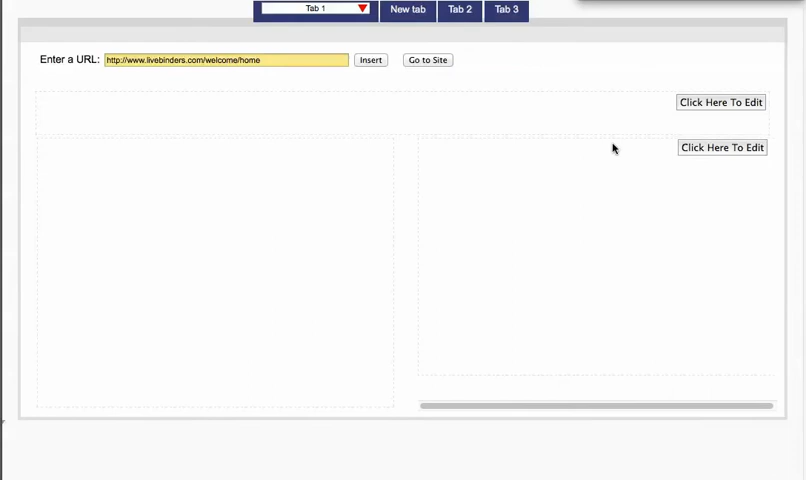 Tab 1 New tab Tab 2 Tab 3
Enter a URL: http://www.livebinders.com/welcome/home Insert Go to Site
Click Here To Edit
Click Here To Edit